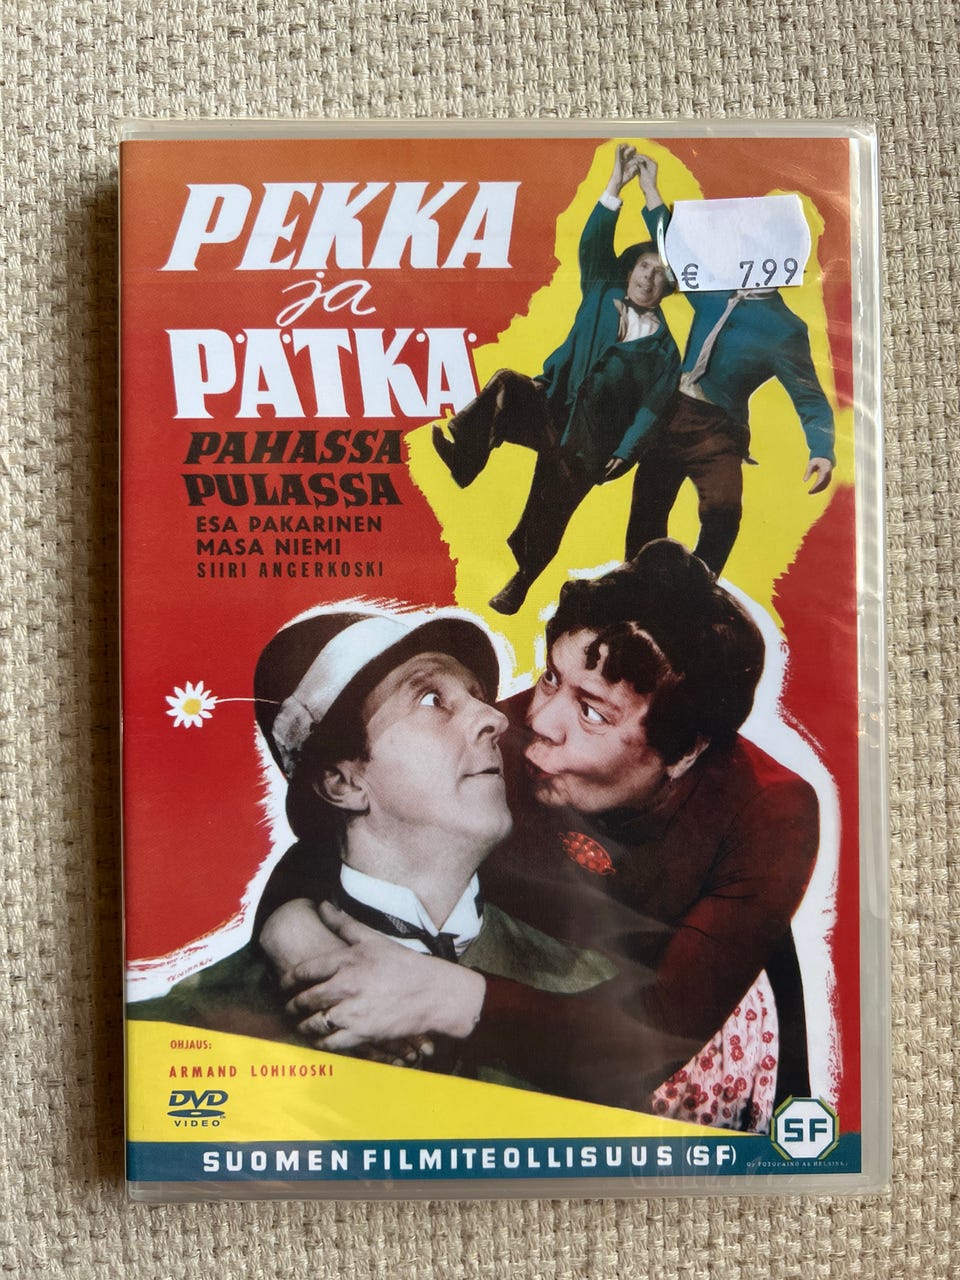 PEKKA
ja
PÄTKÄ
€ 7.99
PAHASSA
PULASSA
ESA PAKARINEN
MASA NIEMI
SIIRI ANGERKOSKI
OHJAUS:
ARMAND LOHIKOSKI
DVD
VIDEO
SF
SUOMEN FILMITEOLLISUUS (SF)